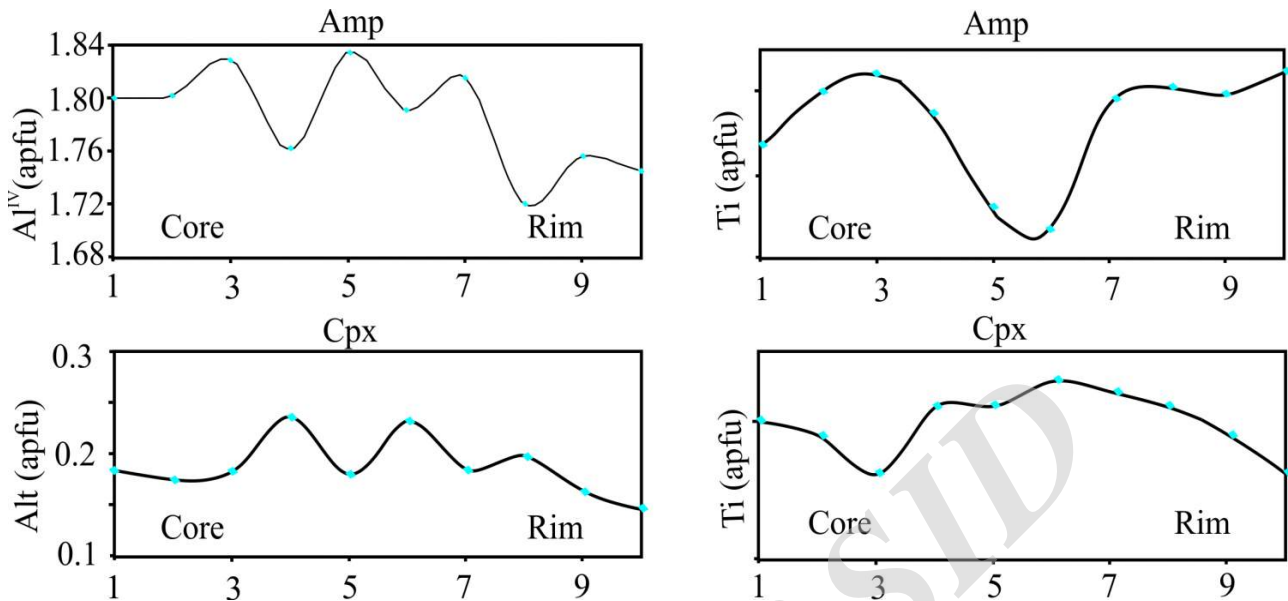 Amp
1.84
1.80
1.76
1.72
1.68
Al^IV (apfu)
Core
Rim
1 3 5 7 9
Amp
Ti (apfu)
Core
Rim
1 3 5 7 9
Cpx
0.3
0.2
0.1
Alt (apfu)
Core
Rim
1 3 5 7 9
Cpx
Ti (apfu)
Core
Rim
1 3 5 7 9
SID